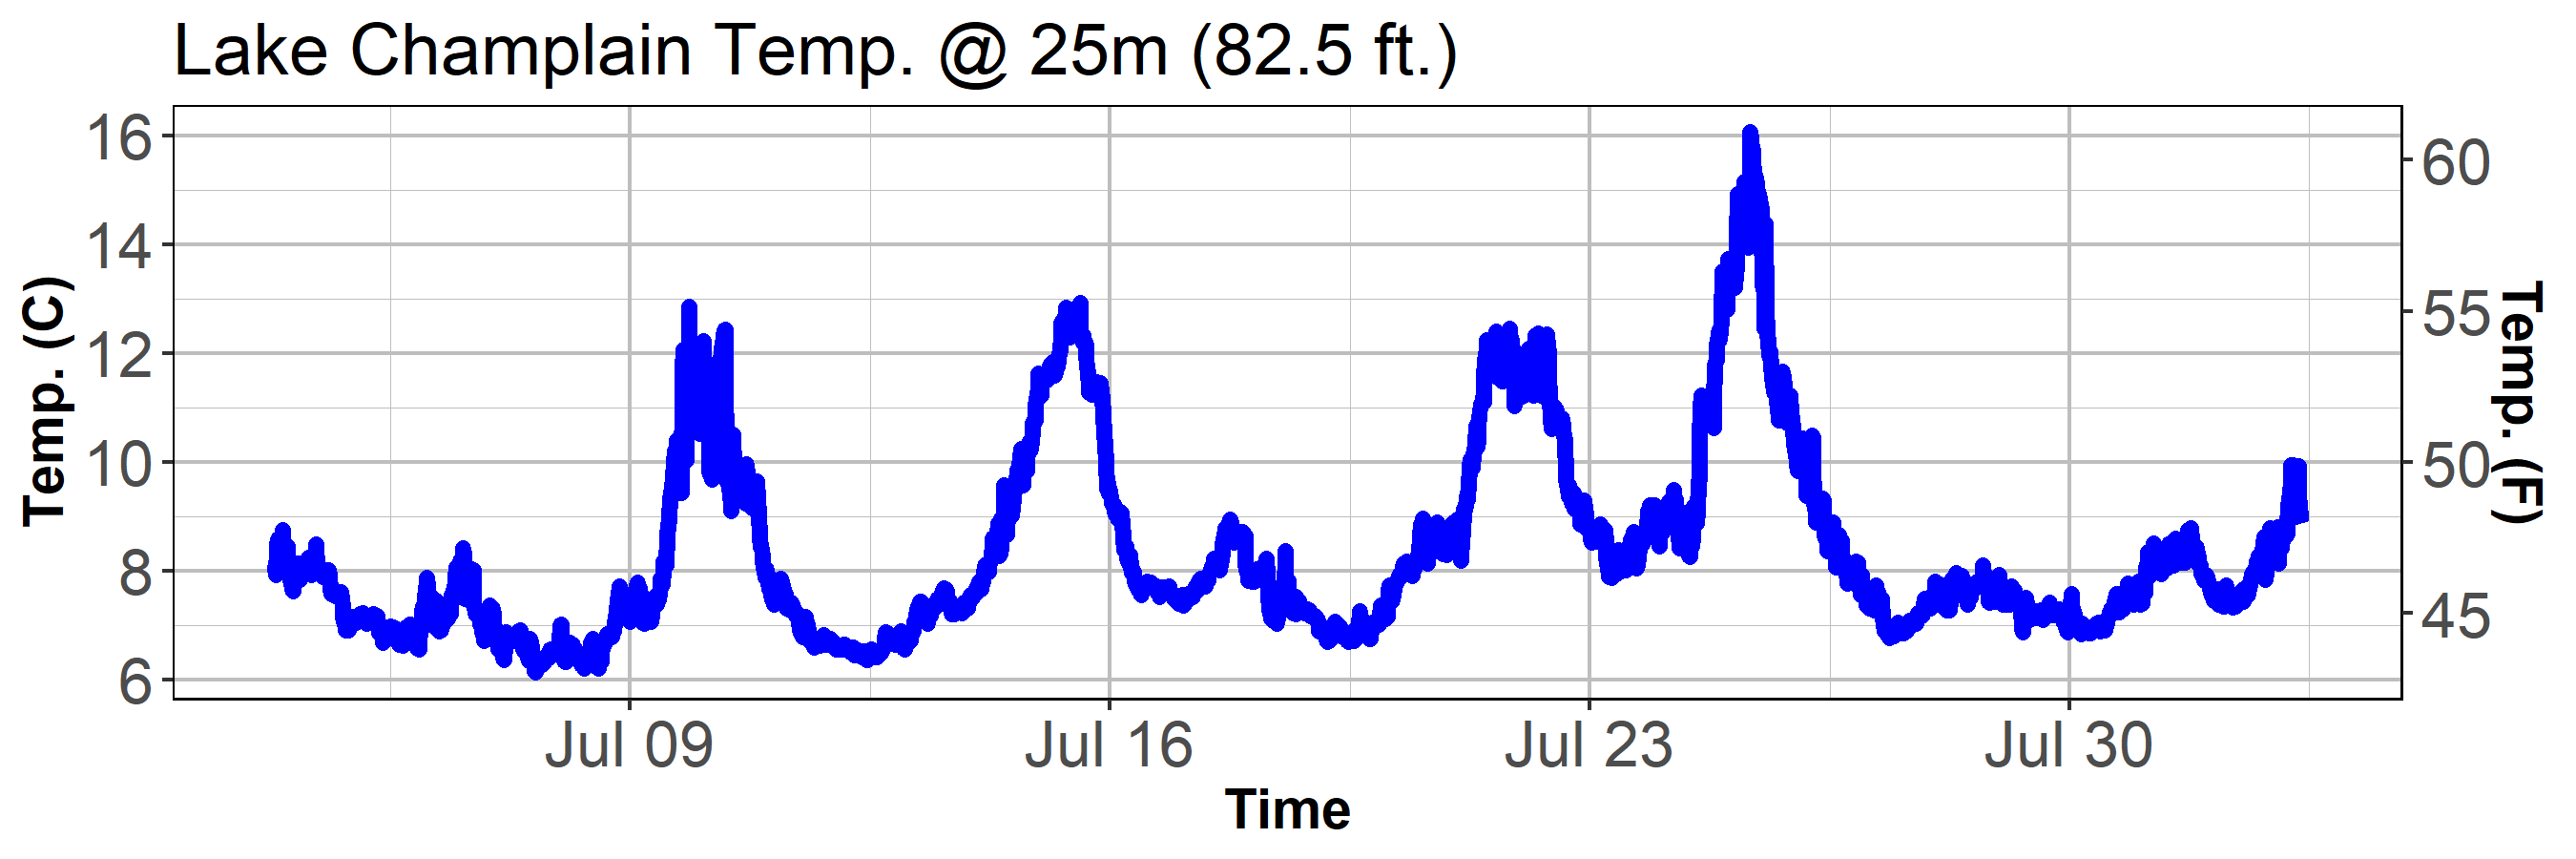 Lake Champlain Temp. @ 25m (82.5 ft.)
16
14
12
10
8
6
Temp. (C)
60
55
50
45
Temp. (F)
Jul 09
Jul 16
Jul 23
Jul 30
Time